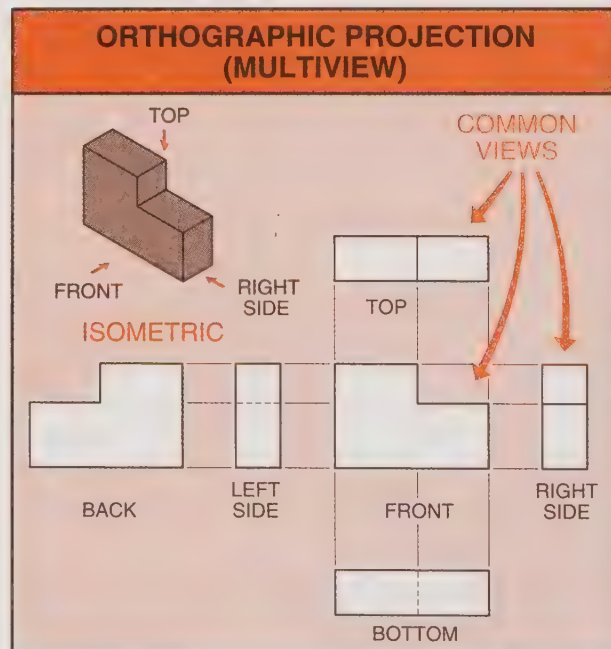 ORTHOGRAPHIC PROJECTION
(MULTIVIEW)
TOP
COMMON
VIEWS
FRONT
RIGHT
SIDE
ISOMETRIC
TOP
BACK
LEFT
SIDE
FRONT
RIGHT
SIDE
BOTTOM